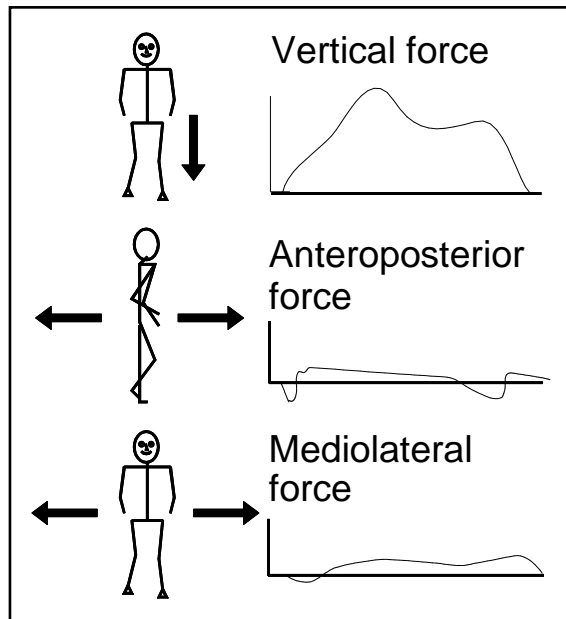 Vertical force
Anteroposterior
force
Mediolateral
force